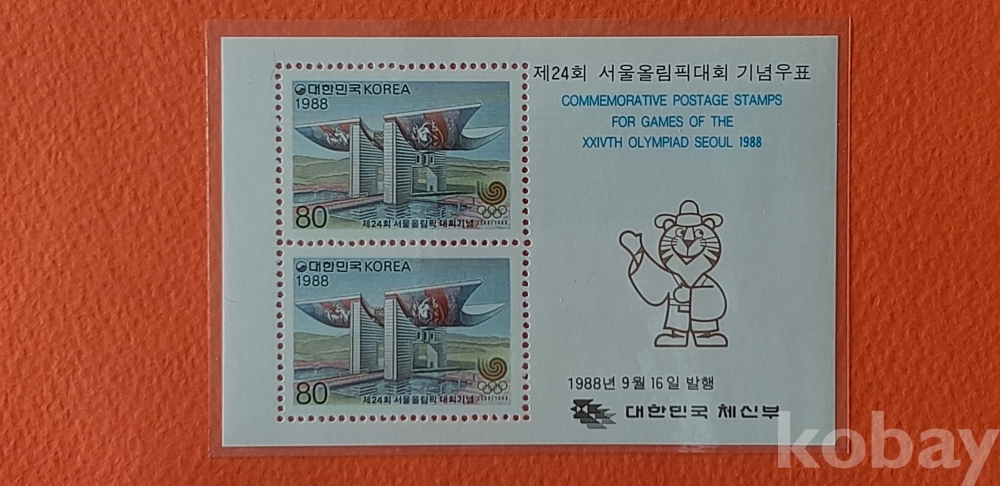 대한민국 KOREA
1988
80
제24회 서울올림픽 대회기념
대한민국 KOREA
1988
80
제24회 서울올림픽 대회기념
제24회 서울올림픽대회 기념우표
COMMEMORATIVE POSTAGE STAMPS
FOR GAMES OF THE
XXIVTH OLYMPIAD SEOUL 1988
1988년 9월 16일 발행
대한민국 체신부
kobay